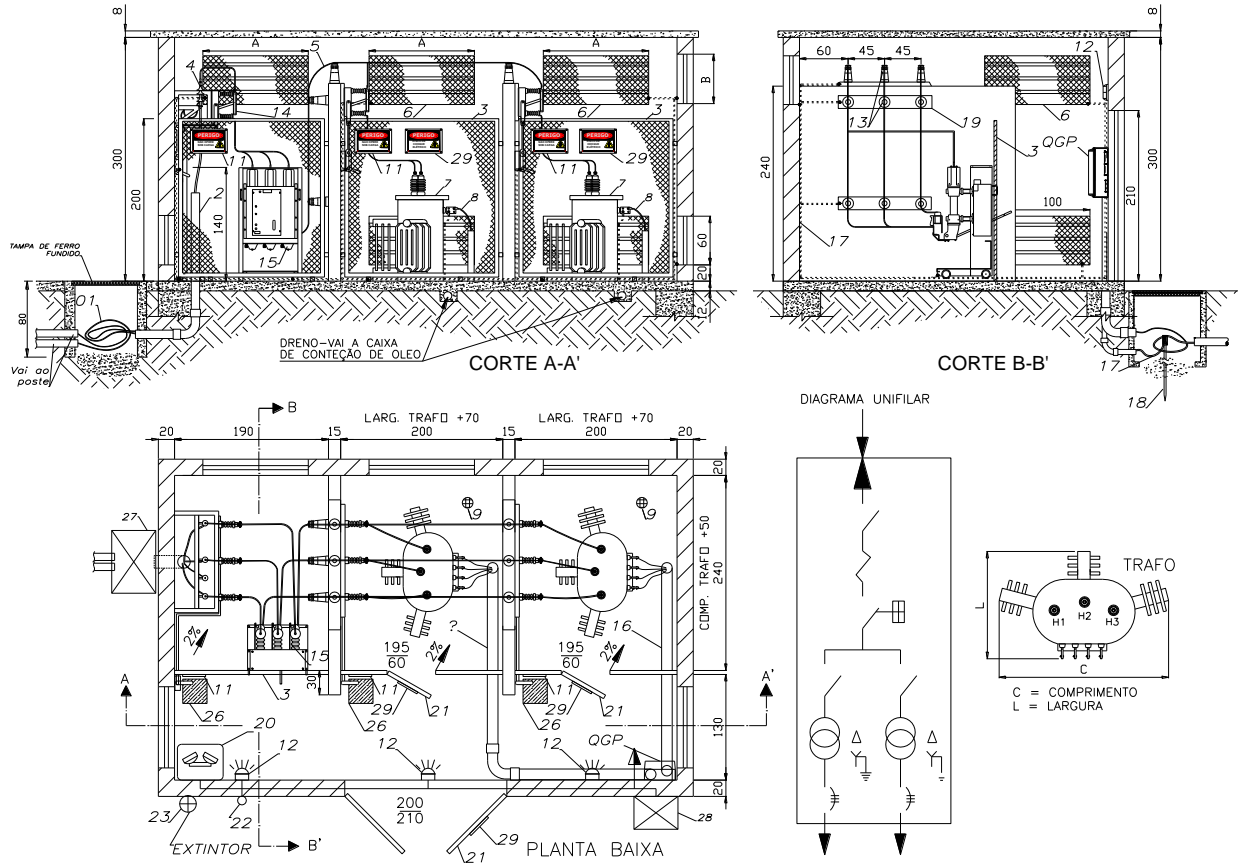 8
A
A
A
5
4
B
14
6
3
6
3
PERIGO
PERIGO
PERIGO
PERIGO
PERIGO
11
11
29
11
29
300
200
2
140
7
7
8
8
15
60
20
12
TAMPA DE FERRO
FUNDIDO
01
80
Vai ao
poste
DRENO-VAI A CAIXA
DE CONTEÇÃO DE OLEO
CORTE A-A'
8
60
45
45
12
6
13
19
3
QGP
240
300
210
100
17
17
18
CORTE B-B'
B
LARG. TRAFO +70
LARG. TRAFO +70
20
190
15
200
15
200
20
20
27
9
9
COMP. TRAFO +50
240
2%
15
?
195
60
2%
195
60
16
2%
3
30
11
11
11
26
29
21
26
29
21
26
A
A'
20
12
12
12
QGP
130
20
23
22
200
210
28
EXTINTOR
B'
29
21
PLANTA BAIXA
DIAGRAMA UNIFILAR
Δ
Δ
TRAFO
L
H1
H2
H3
C
C = COMPRIMENTO
L = LARGURA